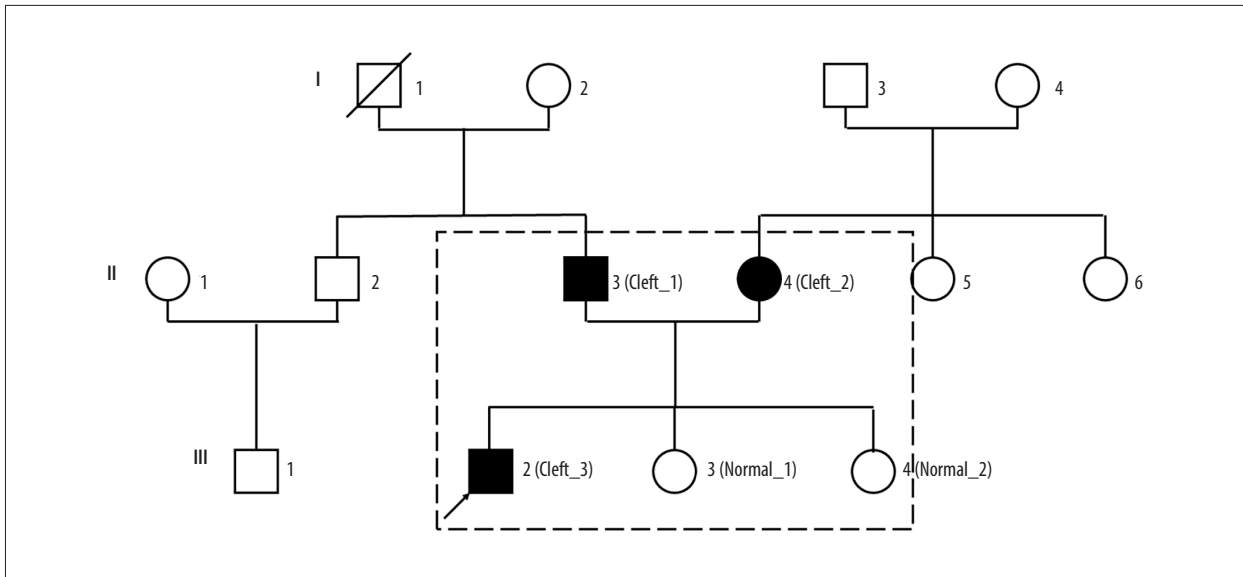 I 1 2 3 4
II 1 2 3 (Cleft_1) 4 (Cleft_2) 5 6
III 1 2 (Cleft_3) 3 (Normal_1) 4 (Normal_2)